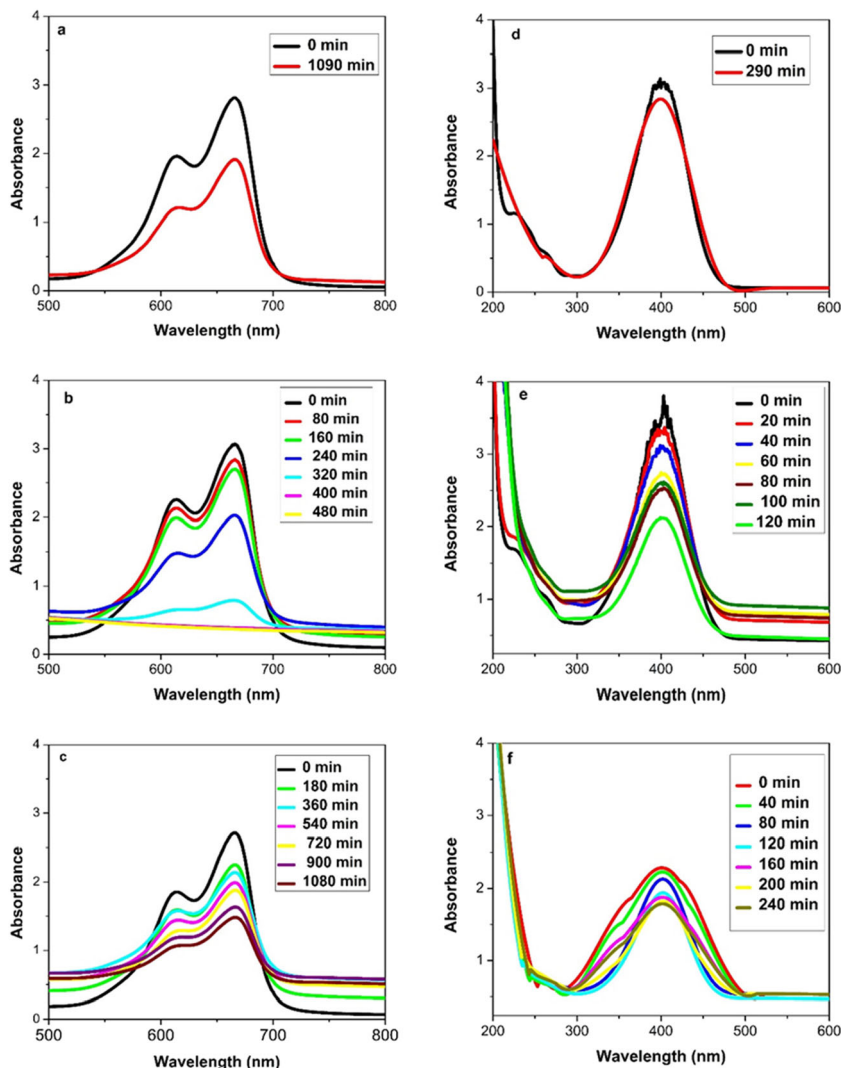 a
0 min
1090 min
4
3
2
1
0
Absorbance
500 600 700 800
Wavelength (nm)
d
0 min
290 min
4
3
2
1
0
Absorbance
200 300 400 500 600
Wavelength (nm)
b
0 min
80 min
160 min
240 min
320 min
400 min
480 min
4
3
2
1
0
Absorbance
500 600 700 800
Wavelength (nm)
e
0 min
20 min
40 min
60 min
80 min
100 min
120 min
4
3
2
1
Absorbance
200 300 400 500 600
Wavelength (nm)
c
0 min
180 min
360 min
540 min
720 min
900 min
1080 min
4
3
2
1
0
Absorbance
500 600 700 800
Wavelength (nm)
f
0 min
40 min
80 min
120 min
160 min
200 min
240 min
4
3
2
1
0
Absorbance
200 300 400 500 600
Wavelength (nm)